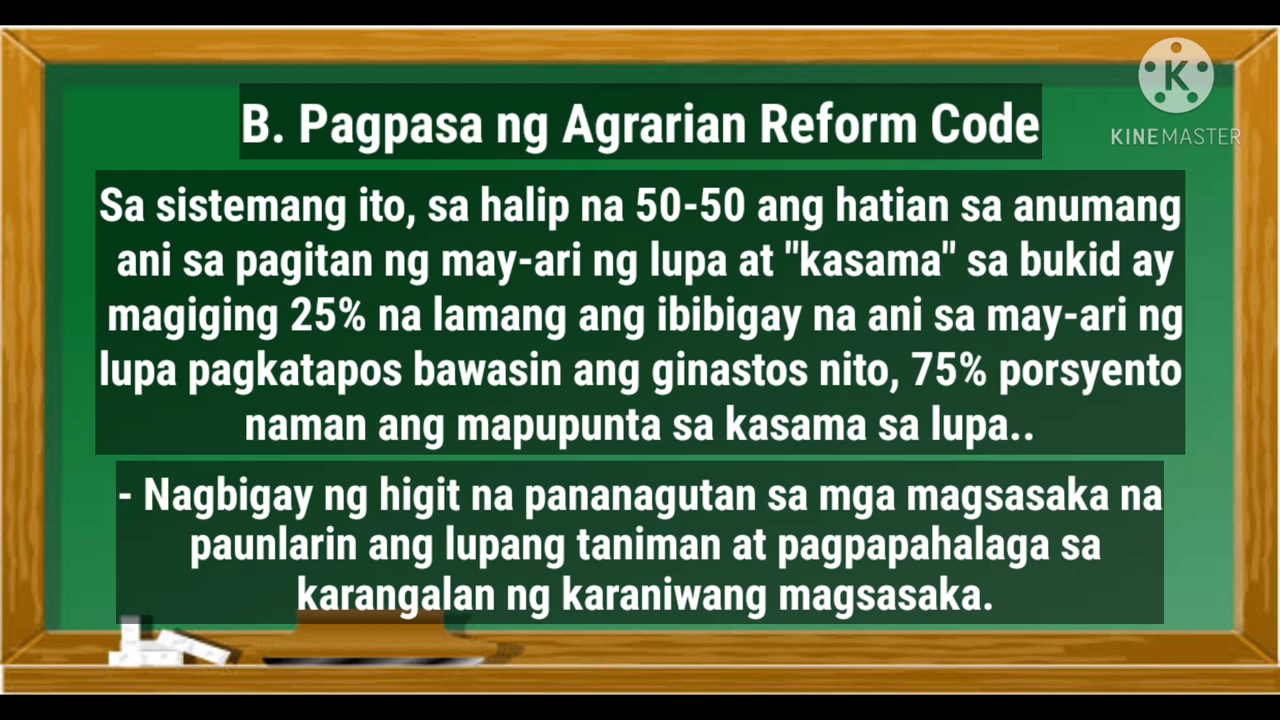 B. Pagpasa ng Agrarian Reform Code
K
KINEMASTER
Sa sistemang ito, sa halip na 50-50 ang hatian sa anumang
ani sa pagitan ng may-ari ng lupa at "kasama" sa bukid ay
magiging 25% na lamang ang ibibigay na ani sa may-ari ng
lupa pagkatapos bawasin ang ginastos nito, 75% porsyento
naman ang mapupunta sa kasama sa lupa..
- Nagbigay ng higit na pananagutan sa mga magsasaka na
paunlarin ang lupang taniman at pagpapahalaga sa
karangalan ng karaniwang magsasaka.